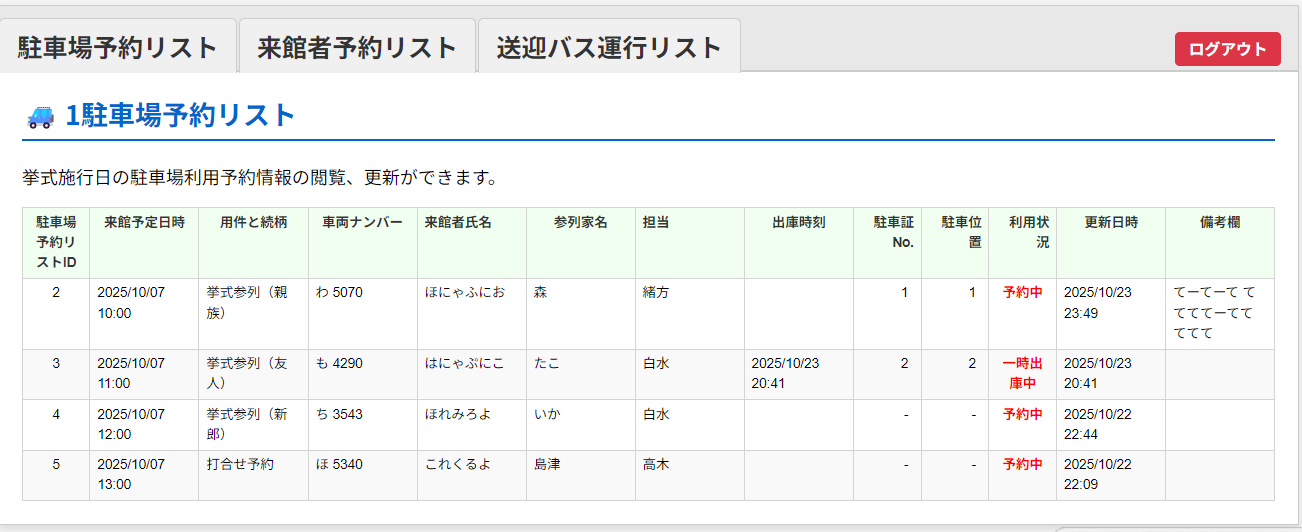 駐車場予約リスト 来館者予約リスト 送迎バス運行リスト ログアウト
1駐車場予約リスト
挙式施行日の駐車場利用予約情報の閲覧、更新ができます。
駐車場予約リストID 来館予定日時 用件と続柄 車両ナンバー 来館者氏名 参列家名 担当 出庫時刻 駐車証No. 駐車位置 利用状況 更新日時 備考欄
2 2025/10/07 10:00 挙式参列（親族） わ 5070 ほにゃふにお 森 緒方 1 1 予約中 2025/10/23 23:49 てーてーて てててててーててててて
3 2025/10/07 11:00 挙式参列（友人） も 4290 はにゃぷにこ たこ 白水 2025/10/23 20:41 2 2 一時出庫中 2025/10/23 20:41
4 2025/10/07 12:00 挙式参列（新郎） ち 3543 ほれみろよ いか 白水 - - 予約中 2025/10/22 22:44
5 2025/10/07 13:00 打合せ予約 ほ 5340 これくるよ 島津 高木 - - 予約中 2025/10/22 22:09